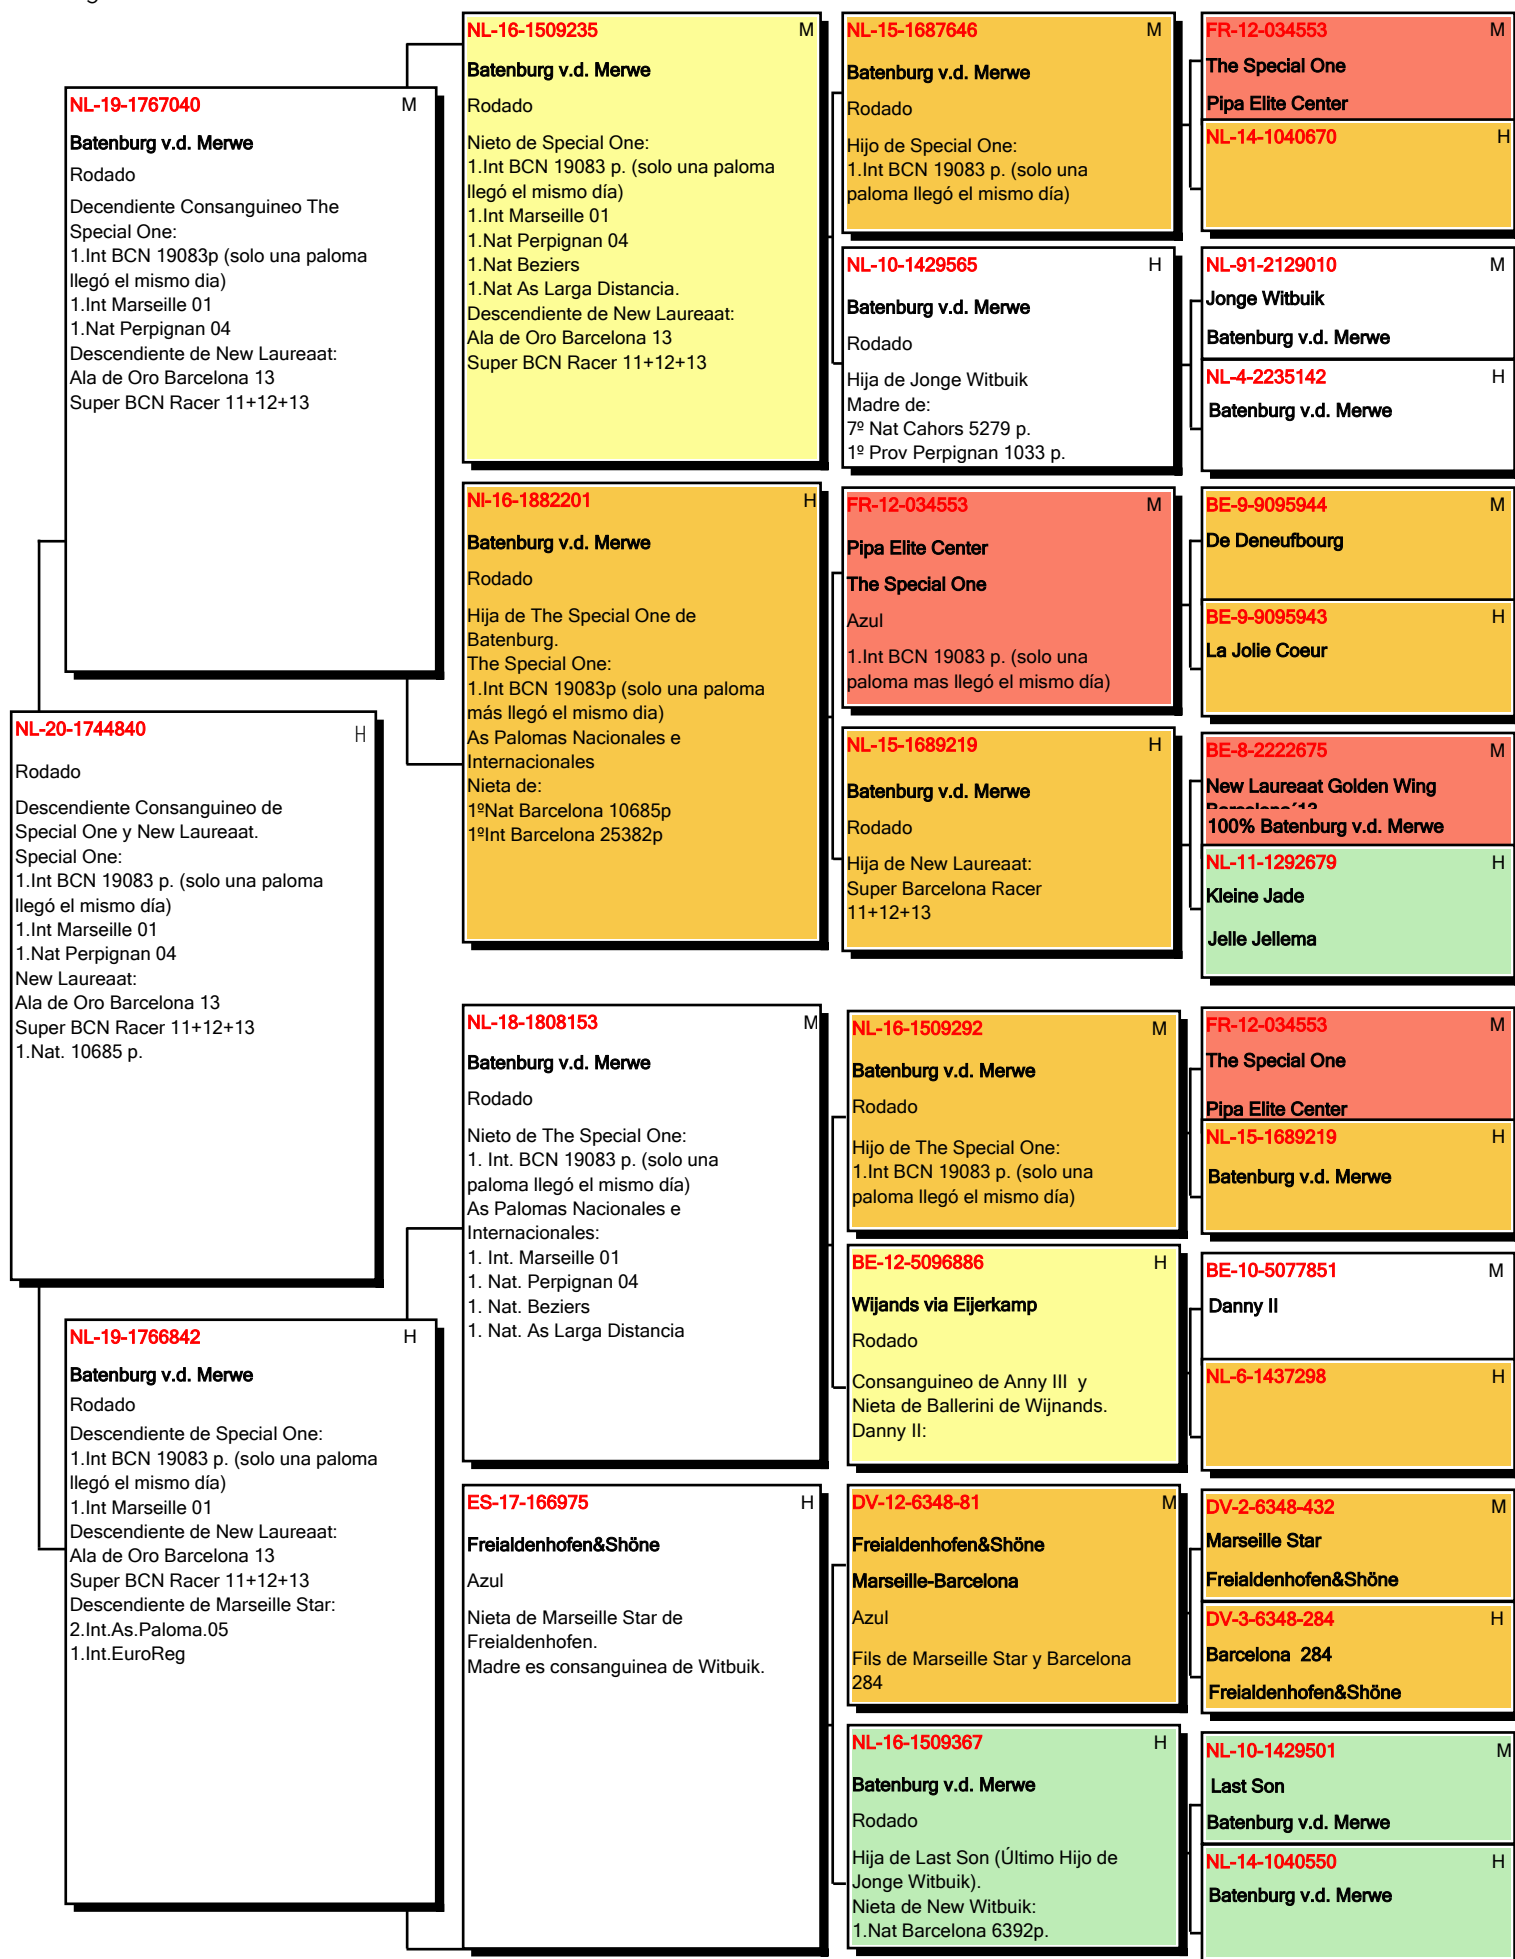 NL-20-1744840 H
Rodado
Descendiente Consanguineo de
Special One y New Laureaat.
Special One:
1.Int BCN 19083 p. (solo una paloma
llegó el mismo día)
1.Int Marseille 01
1.Nat Perpignan 04
New Laureaat:
Ala de Oro Barcelona 13
Super BCN Racer 11+12+13
1.Nat. 10685 p.
NL-19-1767040 M
Batenburg v.d. Merwe
Rodado
Decendiente Consanguineo The
Special One:
1.Int BCN 19083p (solo una paloma
llegó el mismo dia)
1.Int Marseille 01
1.Nat Perpignan 04
Descendiente de New Laureaat:
Ala de Oro Barcelona 13
Super BCN Racer 11+12+13
NL-19-1766842 H
Batenburg v.d. Merwe
Rodado
Descendiente de Special One:
1.Int BCN 19083 p. (solo una paloma
llegó el mismo día)
1.Int Marseille 01
Descendiente de New Laureaat:
Ala de Oro Barcelona 13
Super BCN Racer 11+12+13
Descendiente de Marseille Star:
2.Int.As.Paloma.05
1.Int.EuroReg
NL-16-1509235 M
Batenburg v.d. Merwe
Rodado
Nieto de Special One:
1.Int BCN 19083 p. (solo una paloma
llegó el mismo día)
1.Int Marseille 01
1.Nat Perpignan 04
1.Nat Beziers
1.Nat As Larga Distancia.
Descendiente de New Laureaat:
Ala de Oro Barcelona 13
Super BCN Racer 11+12+13
Nl-16-1882201 H
Batenburg v.d. Merwe
Rodado
Hija de The Special One de
Batenburg.
The Special One:
1.Int BCN 19083p (solo una paloma
más llegó el mismo dia)
As Palomas Nacionales e
Internacionales
Nieta de:
1ºNat Barcelona 10685p
1ºInt Barcelona 25382p
NL-18-1808153 M
Batenburg v.d. Merwe
Rodado
Nieto de The Special One:
1. Int. BCN 19083 p. (solo una
paloma llegó el mismo día)
As Palomas Nacionales e
Internacionales:
1. Int. Marseille 01
1. Nat. Perpignan 04
1. Nat. Beziers
1. Nat. As Larga Distancia
ES-17-166975 H
Freialdenhofen&Shöne
Azul
Nieta de Marseille Star de
Freialdenhofen.
Madre es consanguinea de Witbuik.
NL-15-1687646 M
Batenburg v.d. Merwe
Rodado
Hijo de Special One:
1.Int BCN 19083 p. (solo una
paloma llegó el mismo día)
NL-10-1429565 H
Batenburg v.d. Merwe
Rodado
Hija de Jonge Witbuik
Madre de:
7º Nat Cahors 5279 p.
1º Prov Perpignan 1033 p.
FR-12-034553 M
Pipa Elite Center
The Special One
Azul
1.Int BCN 19083 p. (solo una
paloma mas llegó el mismo día)
NL-15-1689219 H
Batenburg v.d. Merwe
Rodado
Hija de New Laureaat:
Super Barcelona Racer
11+12+13
NL-16-1509292 M
Batenburg v.d. Merwe
Rodado
Hijo de The Special One:
1.Int BCN 19083 p. (solo una
paloma llegó el mismo día)
BE-12-5096886 H
Wijands via Eijerkamp
Rodado
Consanguineo de Anny III y
Nieta de Ballerini de Wijnands.
Danny II:
DV-12-6348-81 M
Freialdenhofen&Shöne
Marseille-Barcelona
Azul
Fils de Marseille Star y Barcelona
284
NL-16-1509367 H
Batenburg v.d. Merwe
Rodado
Hija de Last Son (Último Hijo de
Jonge Witbuik).
Nieta de New Witbuik:
1.Nat Barcelona 6392p.
FR-12-034553 M
The Special One
Pipa Elite Center
NL-14-1040670 H
NL-91-2129010 M
Jonge Witbuik
Batenburg v.d. Merwe
NL-4-2235142 H
Batenburg v.d. Merwe
BE-9-9095944 M
De Deneufbourg
BE-9-9095943 H
La Jolie Coeur
BE-8-2222675 M
New Laureaat Golden Wing
Barcelona´13
100% Batenburg v.d. Merwe
NL-11-1292679 H
Kleine Jade
Jelle Jellema
FR-12-034553 M
The Special One
Pipa Elite Center
NL-15-1689219 H
Batenburg v.d. Merwe
BE-10-5077851 M
Danny II
NL-6-1437298 H
DV-2-6348-432 M
Marseille Star
Freialdenhofen&Shöne
DV-3-6348-284 H
Barcelona 284
Freialdenhofen&Shöne
NL-10-1429501 M
Last Son
Batenburg v.d. Merwe
NL-14-1040550 H
Batenburg v.d. Merwe